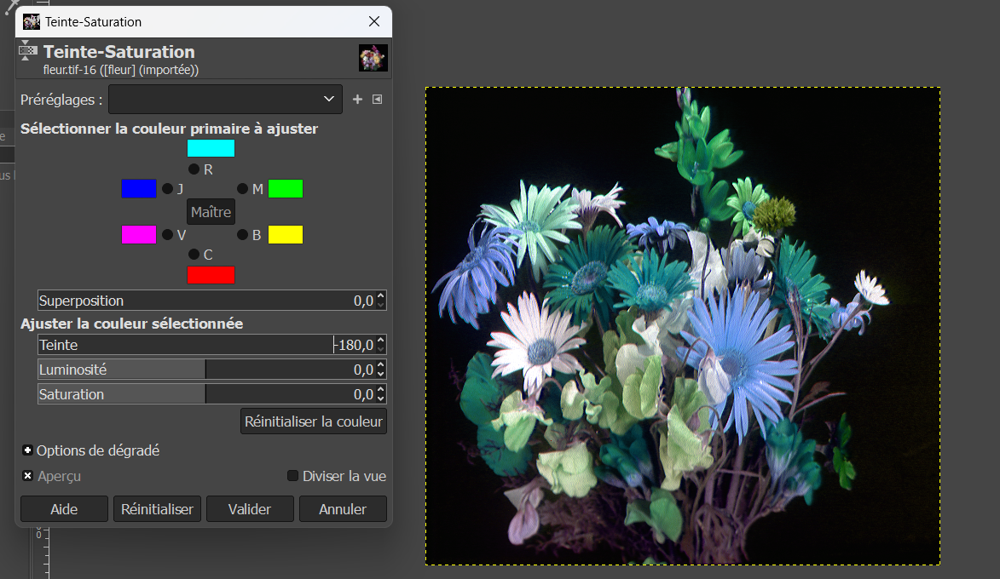 Teinte-Saturation
Teinte-Saturation
fleur.tif-16 ([fleur] (importée))
Préréglages :
Sélectionner la couleur primaire à ajuster
R
J M
Maître
V B
C
Superposition 0,0
Ajuster la couleur sélectionnée
Teinte -180,0
Luminosité 0,0
Saturation 0,0
Réinitialiser la couleur
Options de dégradé
Aperçu Diviser la vue
Aide Réinitialiser Valider Annuler
0